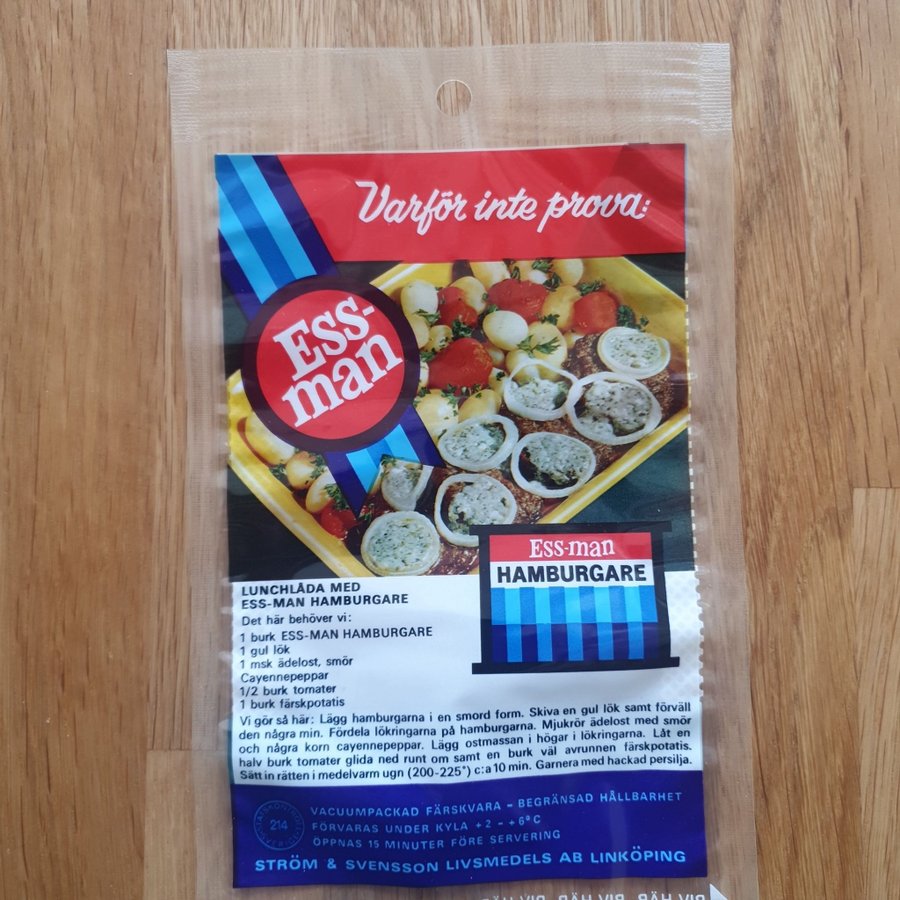 Varför inte prova:
Ess-
man
Ess-man
HAMBURGARE
LUNCHLÅDA MED
ESS-MAN HAMBURGARE
Det här behöver vi:
1 burk ESS-MAN HAMBURGARE
1 gul lök
1 msk ädelost, smör
Cayennepeppar
1/2 burk tomater
1 burk färskpotatis
Vi gör så här: Lägg hamburgarna i en smord form. Skiva en gul lök samt förväll
den några min. Fördela lökringarna på hamburgarna. Mjukrör ädelost med smör
och några korn cayennepeppar. Lägg ostmassan i högar i lökringarna. Låt en
halv burk tomater glida ned runt om samt en burk väl avrunnen färskpotatis.
Sätt in rätten i medelvarm ugn (200-225°) c:a 10 min. Garnera med hackad persilja.
214
VACUUMPACKAD FÄRSKVARA – BEGRÄNSAD HÅLLBARHET
FÖRVARAS UNDER KYLA +2 – +6°C
ÖPPNAS 15 MINUTER FÖRE SERVERING
STRÖM & SVENSSON LIVSMEDELS AB LINKÖPING
RIV HÄR RIV HÄR